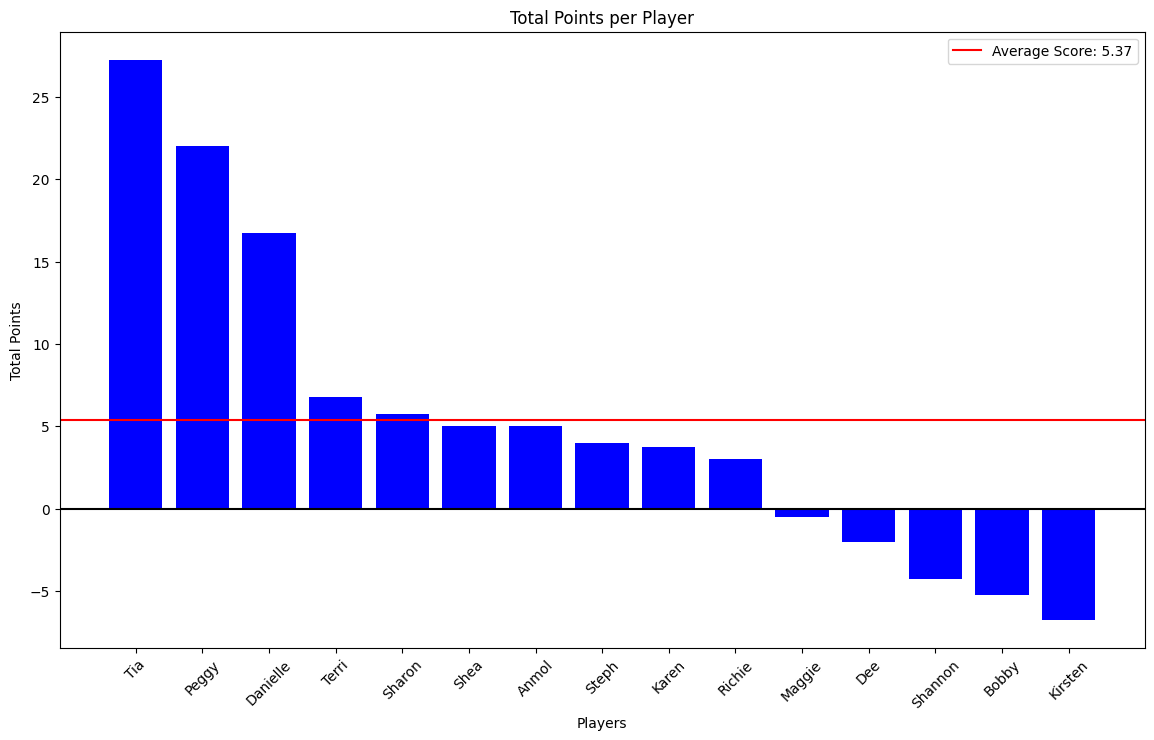 Total Points per Player
Average Score: 5.37
Total Points
25
20
15
10
5
0
−5
Tia
Peggy
Danielle
Terri
Sharon
Shea
Anmol
Steph
Karen
Richie
Maggie
Dee
Shannon
Bobby
Kirsten
Players